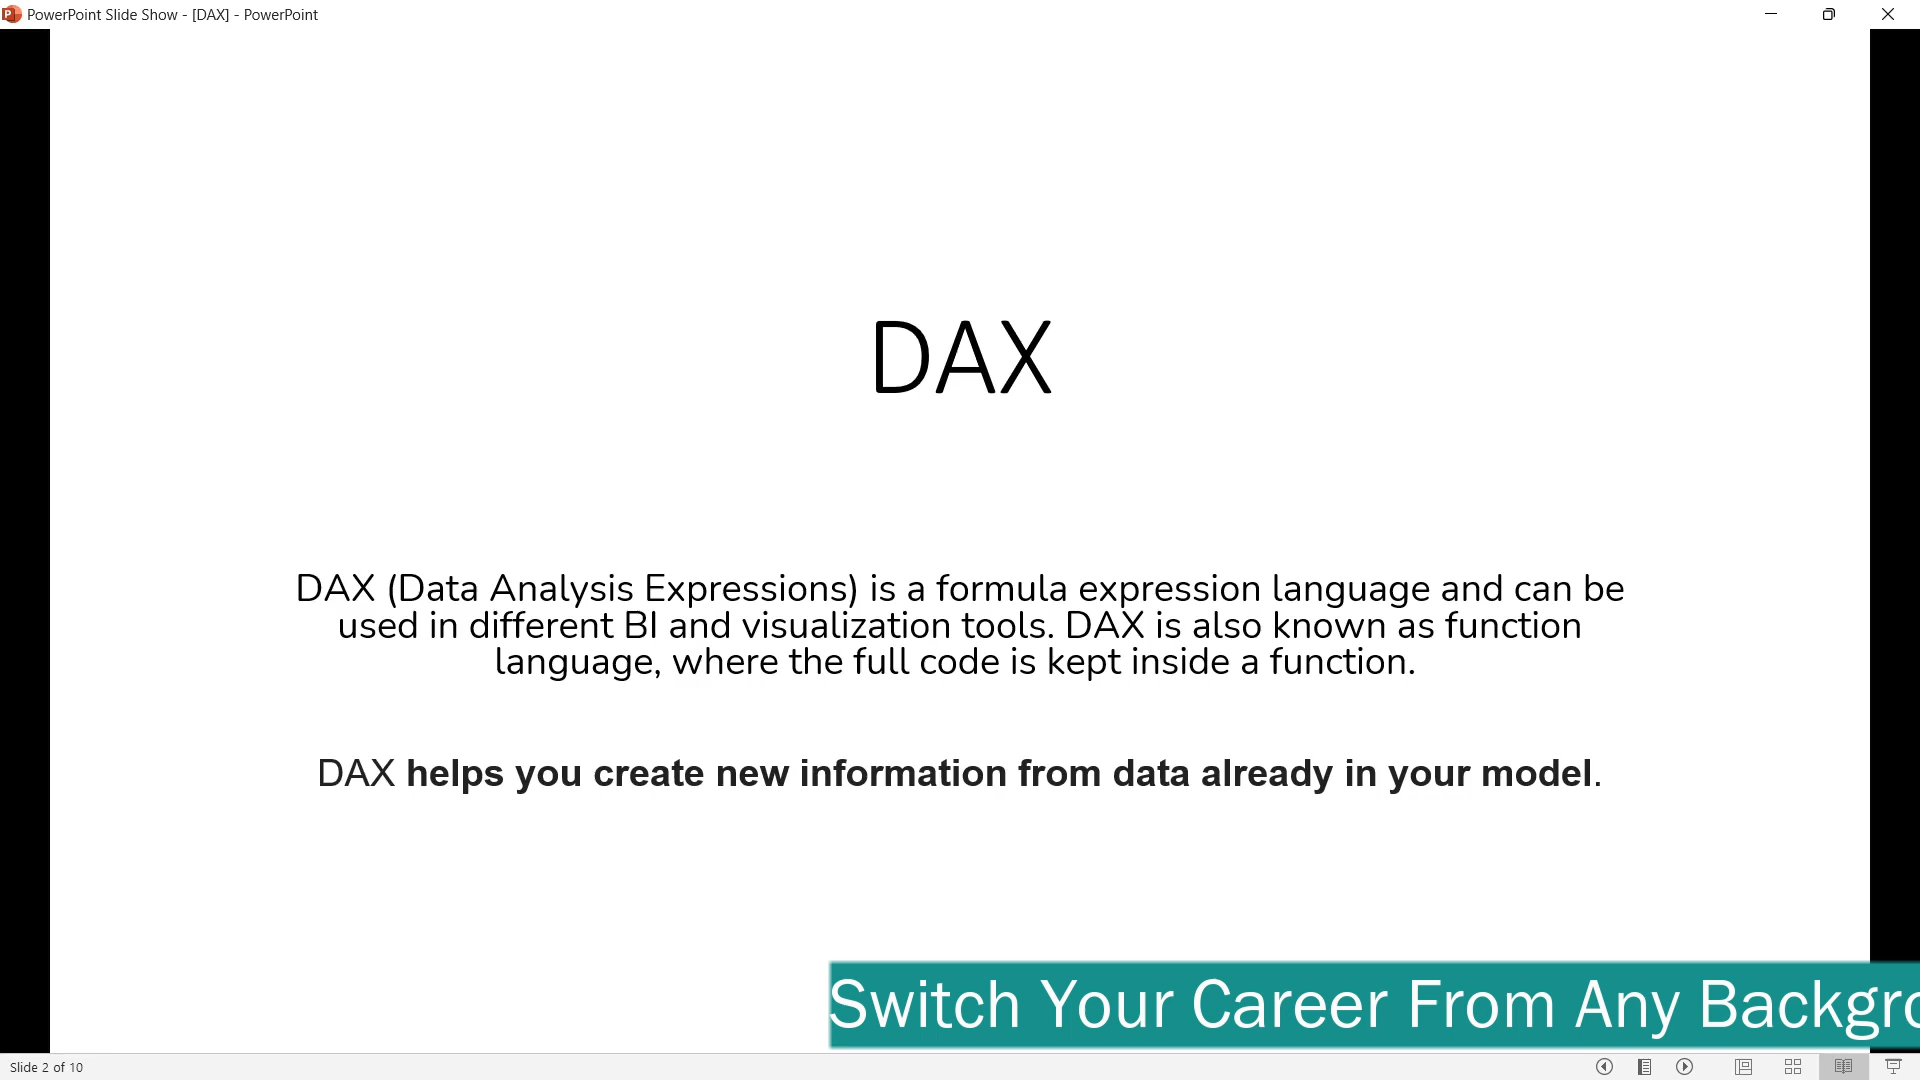 PowerPoint Slide Show - [DAX] - PowerPoint
DAX
DAX (Data Analysis Expressions) is a formula expression language and can be
used in different BI and visualization tools. DAX is also known as function
language, where the full code is kept inside a function.
DAX helps you create new information from data already in your model.
Switch Your Career From Any Backgro
Slide 2 of 10